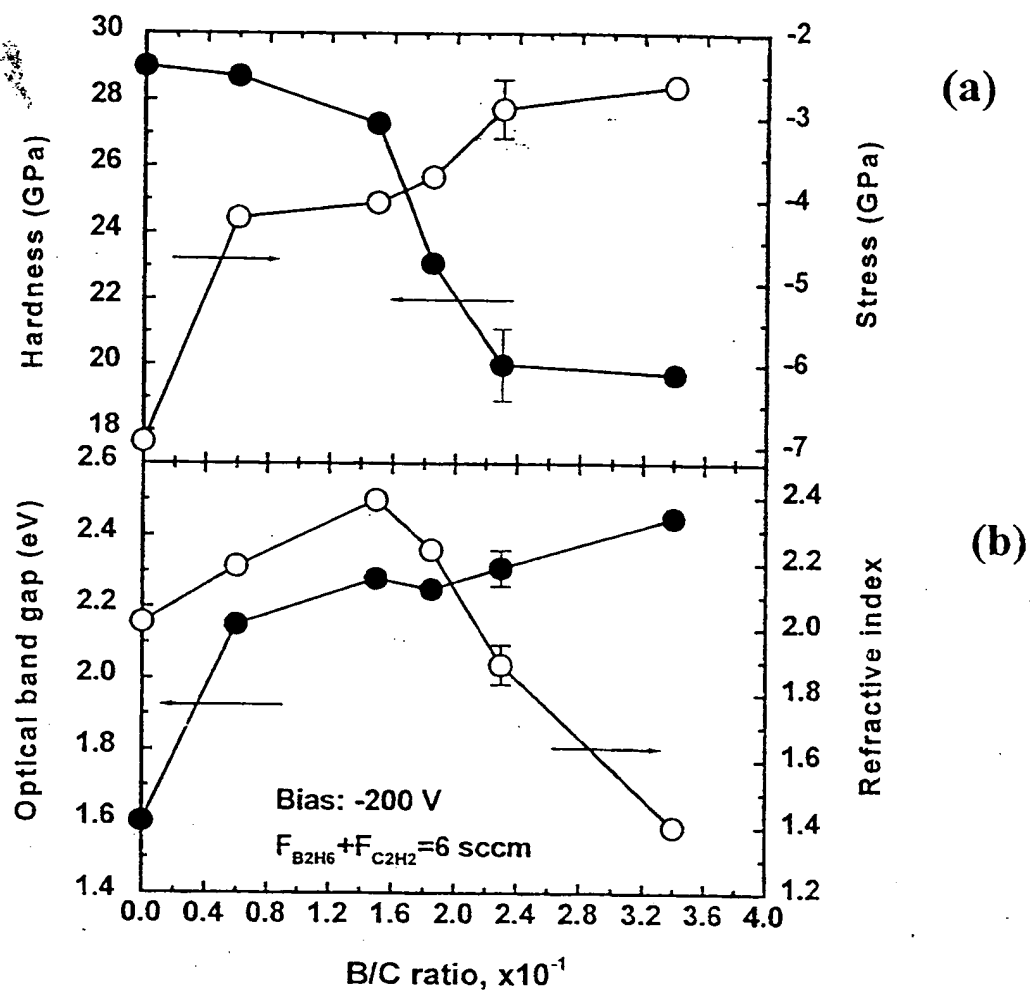 30
28
26
24
22
20
18
Hardness (GPa)
-2
-3
-4
-5
-6
-7
Stress (GPa)
(a)
2.6
2.4
2.2
2.0
1.8
1.6
1.4
Optical band gap (eV)
2.4
2.2
2.0
1.8
1.6
1.4
1.2
Refractive index
(b)
Bias: -200 V
F_B2H6+F_C2H2=6 sccm
0.0 0.4 0.8 1.2 1.6 2.0 2.4 2.8 3.2 3.6 4.0
B/C ratio, x10^-1